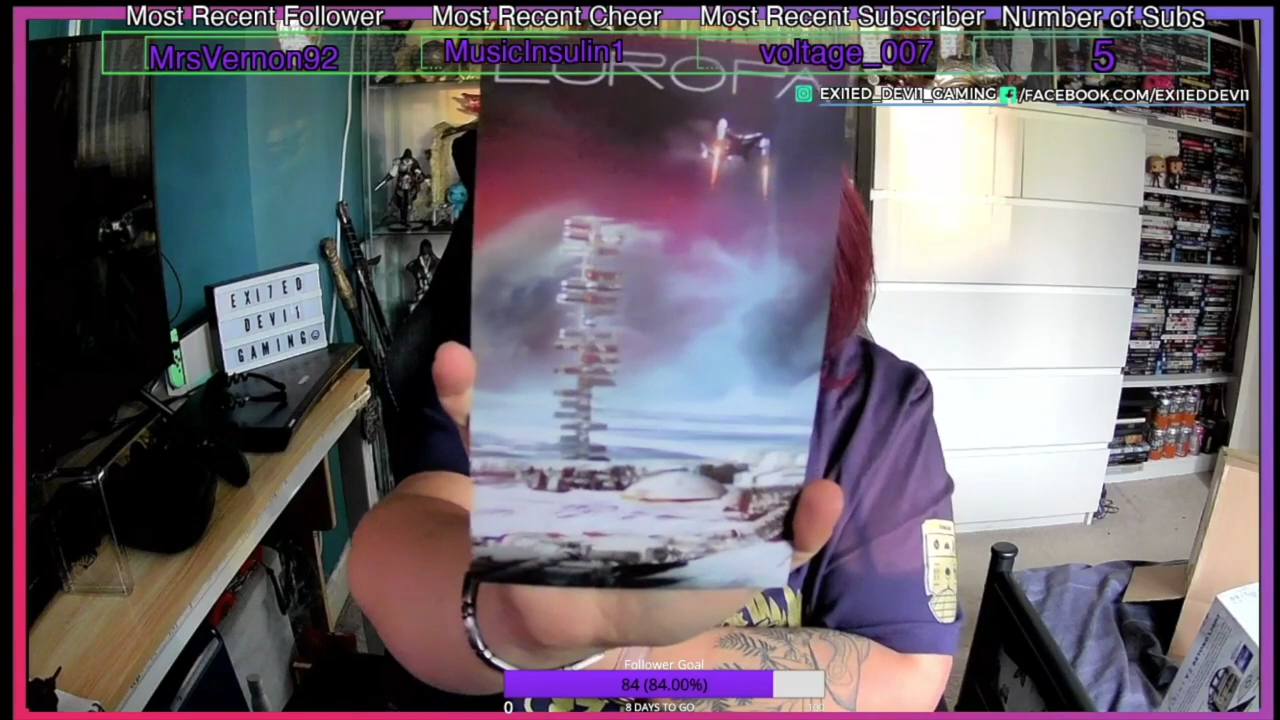 Most Recent Follower Most Recent Cheer Most Recent Subscriber Number of Subs
MrsVernon92 MusicInsulin1 voltage_007 5
EUROPA
EXI1ED_DEVI1_GAMING /FACEBOOK.COM/EXI1EDDEVI1
EXI7ED
DEVI1
GAMING
Follower Goal
84 (84.00%)
0 8 DAYS TO GO 100